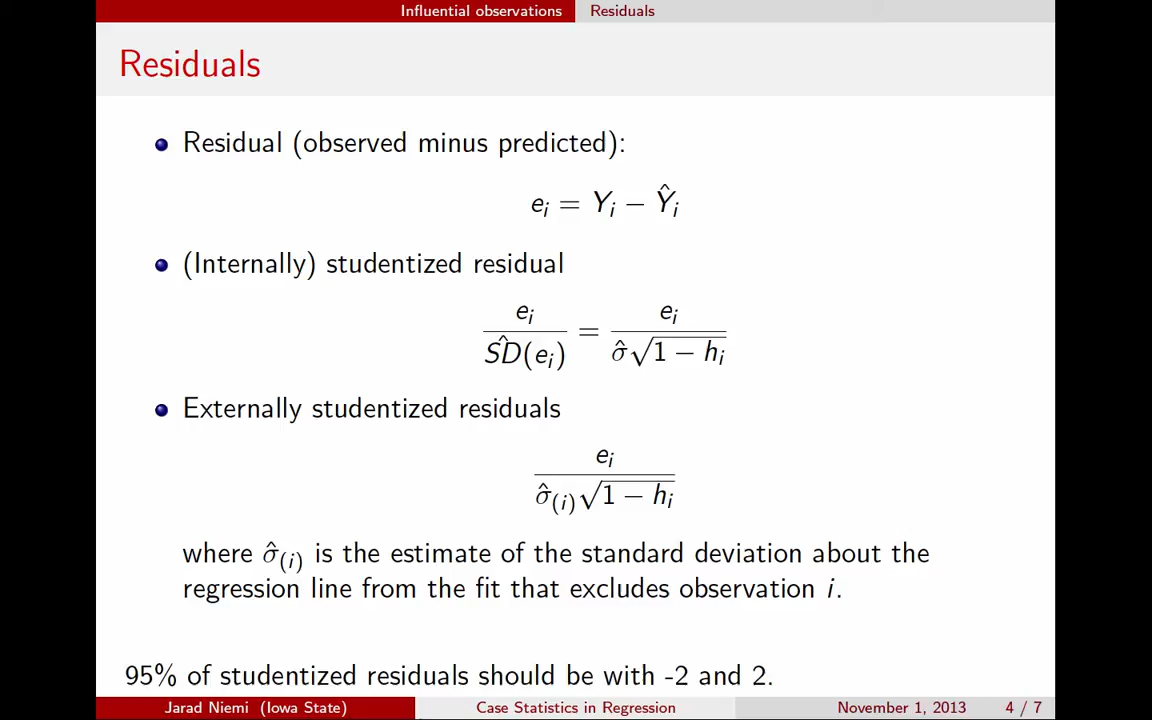 Influential observations Residuals
Residuals
Residual (observed minus predicted):
e_i = Y_i − Ŷ_i
(Internally) studentized residual
e_i / SD̂(e_i) = e_i / σ̂√(1 − h_i)
Externally studentized residuals
e_i / σ̂_(i)√(1 − h_i)
where σ̂_(i) is the estimate of the standard deviation about the
regression line from the fit that excludes observation i.
95% of studentized residuals should be with -2 and 2.
Jarad Niemi (Iowa State) Case Statistics in Regression November 1, 2013 4 / 7